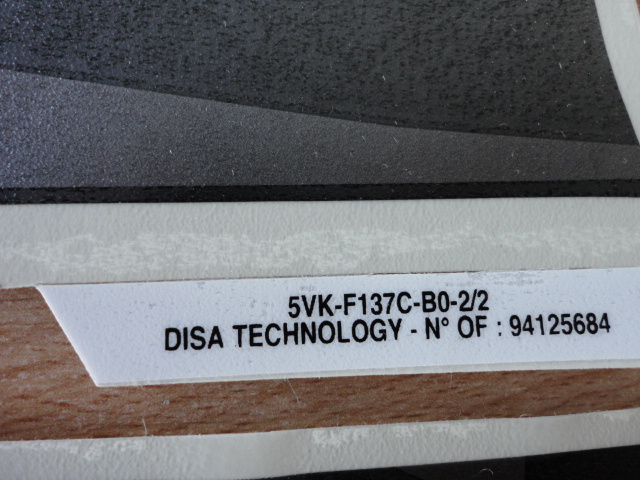 5VK-F137C-B0-2/2
DISA TECHNOLOGY - N° OF : 94125684